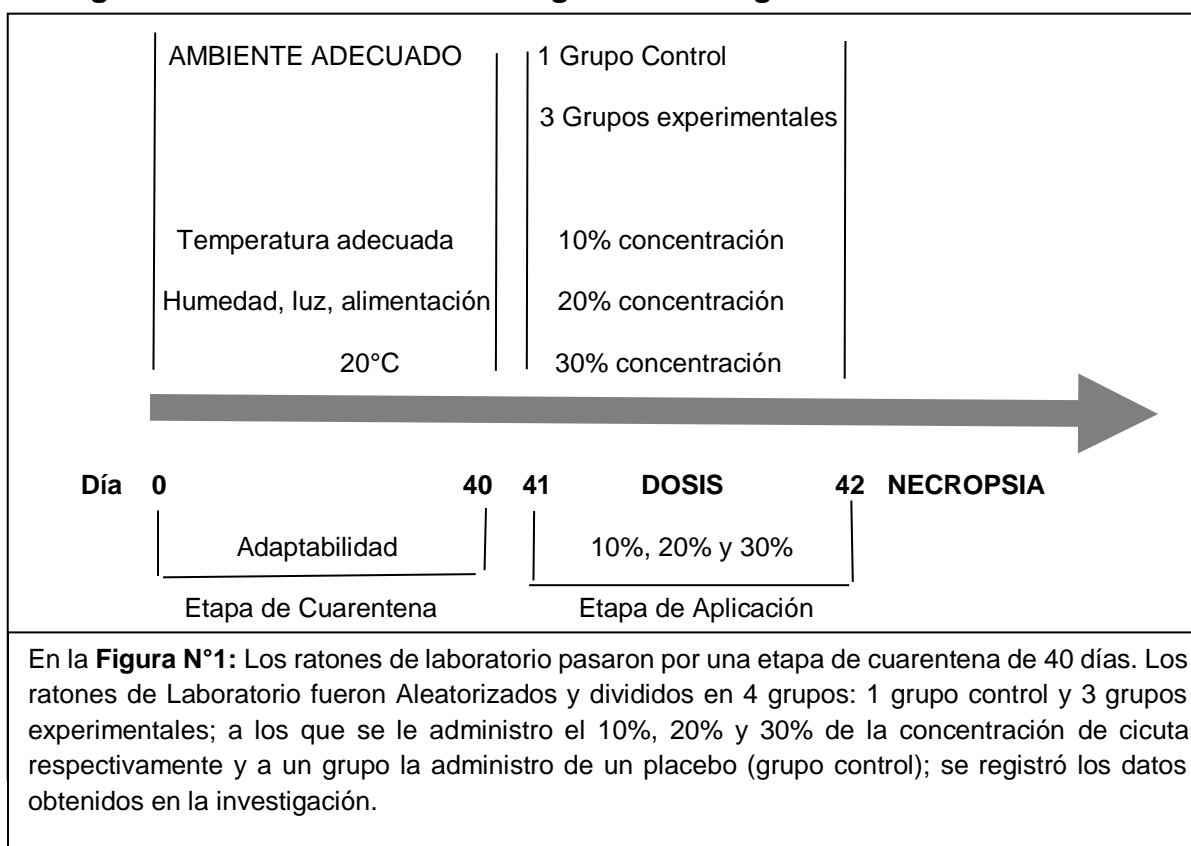 AMBIENTE ADECUADO
1 Grupo Control
3 Grupos experimentales
Temperatura adecuada
10% concentración
Humedad, luz, alimentación
20% concentración
20°C
30% concentración
Día 0 40 41 DOSIS 42 NECROPSIA
Adaptabilidad
10%, 20% y 30%
Etapa de Cuarentena
Etapa de Aplicación
En la Figura N°1: Los ratones de laboratorio pasaron por una etapa de cuarentena de 40 días. Los
ratones de Laboratorio fueron Aleatorizados y divididos en 4 grupos: 1 grupo control y 3 grupos
experimentales; a los que se le administro el 10%, 20% y 30% de la concentración de cicuta
respectivamente y a un grupo la administro de un placebo (grupo control); se registró los datos
obtenidos en la investigación.